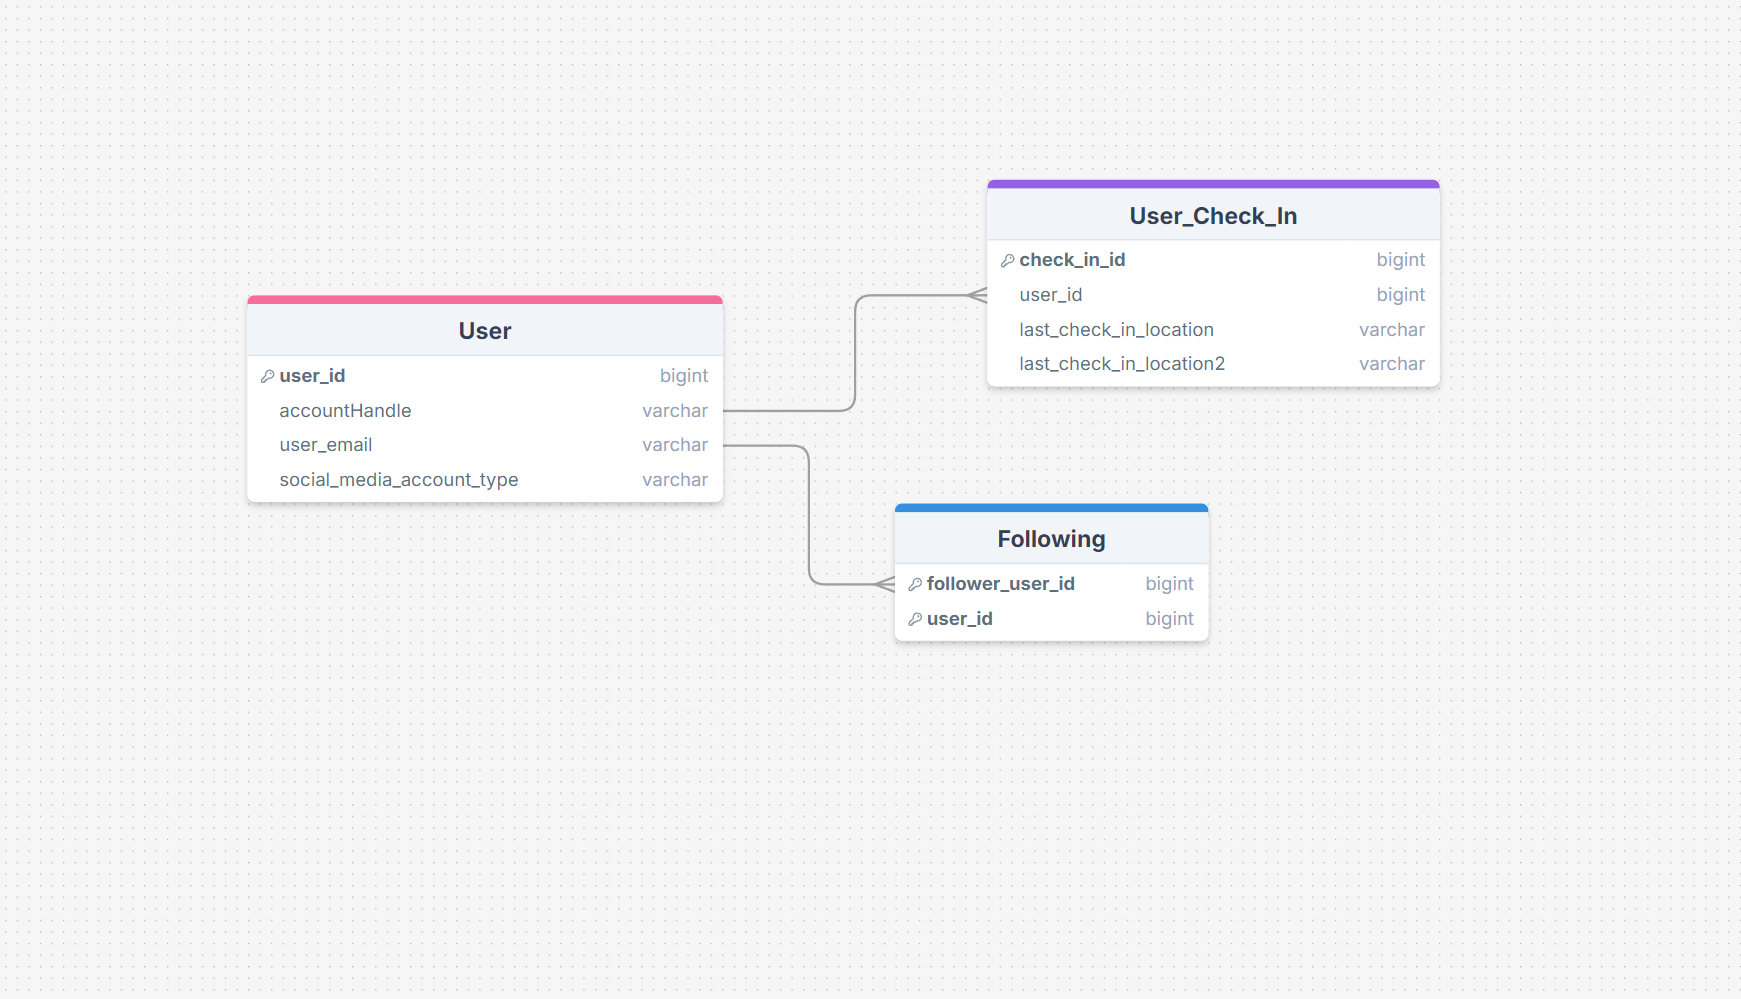 User
user_id bigint
accountHandle varchar
user_email varchar
social_media_account_type varchar
User_Check_In
check_in_id bigint
user_id bigint
last_check_in_location varchar
last_check_in_location2 varchar
Following
follower_user_id bigint
user_id bigint